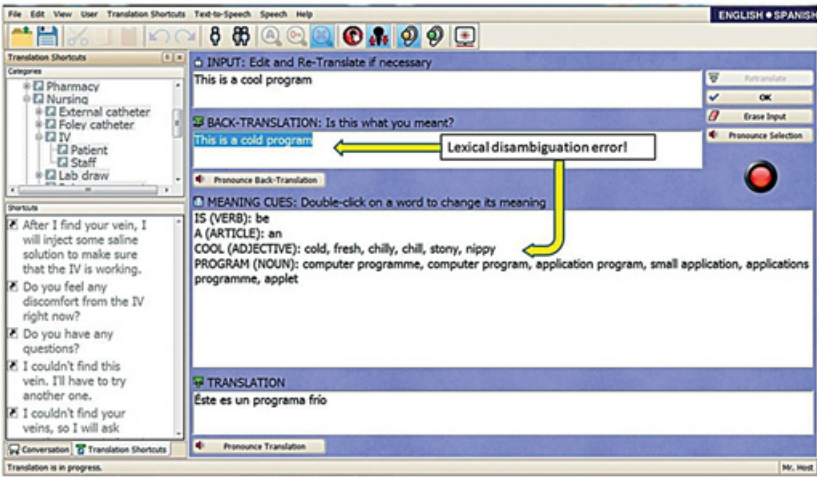 File Edit View User Translation Shortcuts Text-to-Speech Speech Help
ENGLISH • SPANISH
Translation Shortcuts
Categories
Pharmacy
Nursing
External catheter
Foley catheter
IV
Patient
Staff
Lab draw
Shortcuts
After I find your vein, I
will inject some saline
solution to make sure
that the IV is working.
Do you feel any
discomfort from the IV
right now?
Do you have any
questions?
I couldn't find this
vein. I'll have to try
another one.
I couldn't find your
veins, so I will ask
Conversation Translation Shortcuts
Translation is in progress.
INPUT: Edit and Re-Translate if necessary
This is a cool program
BACK-TRANSLATION: Is this what you meant?
This is a cold program
Lexical disambiguation error!
Pronounce Back-Translation
MEANING CUES: Double-click on a word to change its meaning
IS (VERB): be
A (ARTICLE): an
COOL (ADJECTIVE): cold, fresh, chilly, chill, stony, nippy
PROGRAM (NOUN): computer programme, computer program, application program, small application, applications
programme, applet
TRANSLATION
Éste es un programa frío
Pronounce Translation
Retranslate
OK
Erase Input
Pronounce Selection
Mr. Host